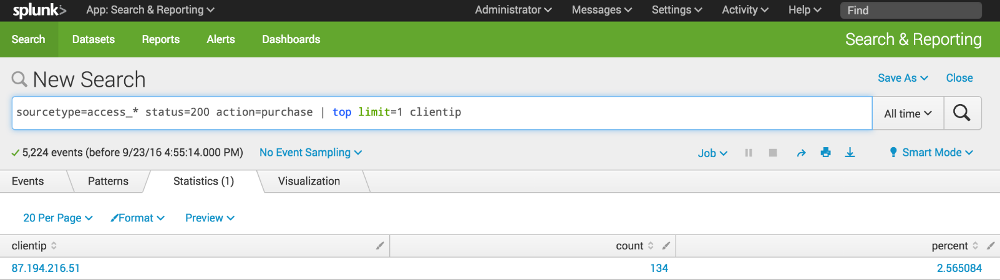 splunk> App: Search & Reporting Administrator Messages Settings Activity Help Find
Search Datasets Reports Alerts Dashboards Search & Reporting
New Search Save As Close
sourcetype=access_* status=200 action=purchase | top limit=1 clientip All time
5,224 events (before 9/23/16 4:55:14.000 PM) No Event Sampling Job Smart Mode
Events Patterns Statistics (1) Visualization
20 Per Page Format Preview
clientip count percent
87.194.216.51 134 2.565084